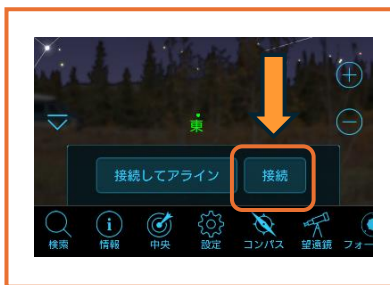 東
接続してアライン 接続
検索 情報 中央 設定 コンパス 望遠鏡 フォー